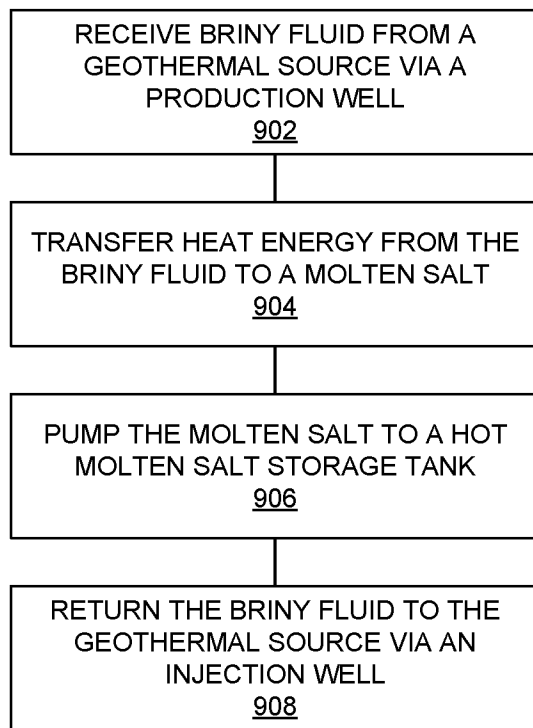 RECEIVE BRINY FLUID FROM A
GEOTHERMAL SOURCE VIA A
PRODUCTION WELL
902
TRANSFER HEAT ENERGY FROM THE
BRINY FLUID TO A MOLTEN SALT
904
PUMP THE MOLTEN SALT TO A HOT
MOLTEN SALT STORAGE TANK
906
RETURN THE BRINY FLUID TO THE
GEOTHERMAL SOURCE VIA AN
INJECTION WELL
908